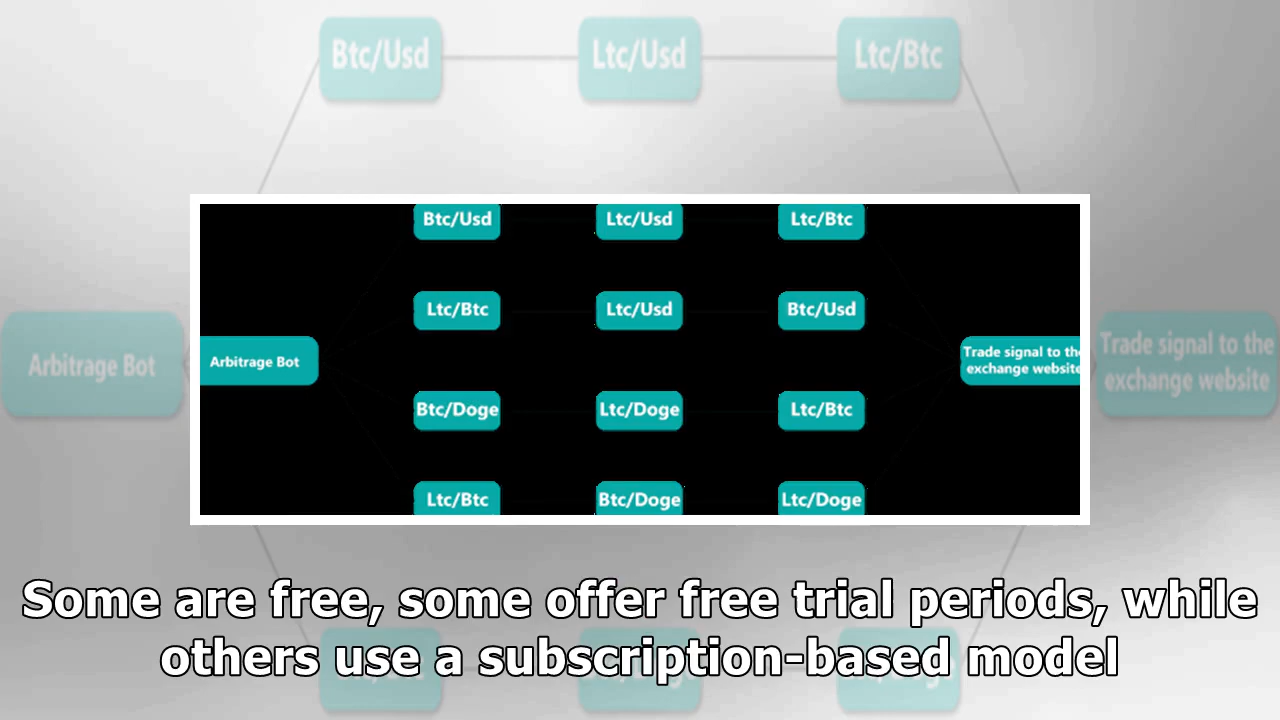 Btc/Usd Ltc/Usd Ltc/Btc
Btc/Usd Ltc/Usd Ltc/Btc
Ltc/Btc Ltc/Usd Btc/Usd
Arbitrage Bot
Arbitrage Bot
Trade signal to the
exchange website
Trade signal to the
exchange website
Btc/Doge Ltc/Doge Ltc/Btc
Ltc/Btc Btc/Doge Ltc/Doge
Some are free, some offer free trial periods, while
others use a subscription-based model